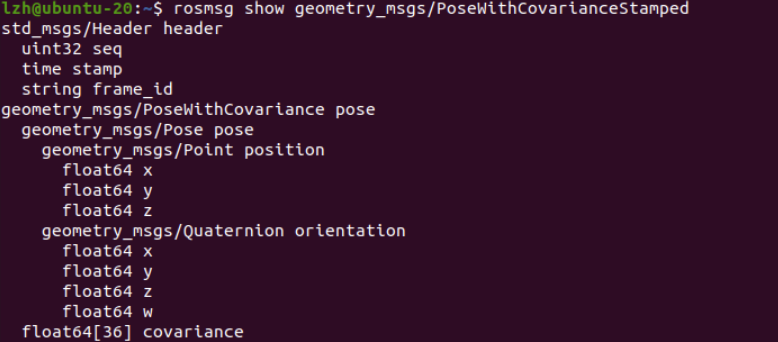 lzh@ubuntu-20:~$ rosmsg show geometry_msgs/PoseWithCovarianceStamped
std_msgs/Header header
  uint32 seq
  time stamp
  string frame_id
geometry_msgs/PoseWithCovariance pose
  geometry_msgs/Pose pose
    geometry_msgs/Point position
      float64 x
      float64 y
      float64 z
    geometry_msgs/Quaternion orientation
      float64 x
      float64 y
      float64 z
      float64 w
  float64[36] covariance